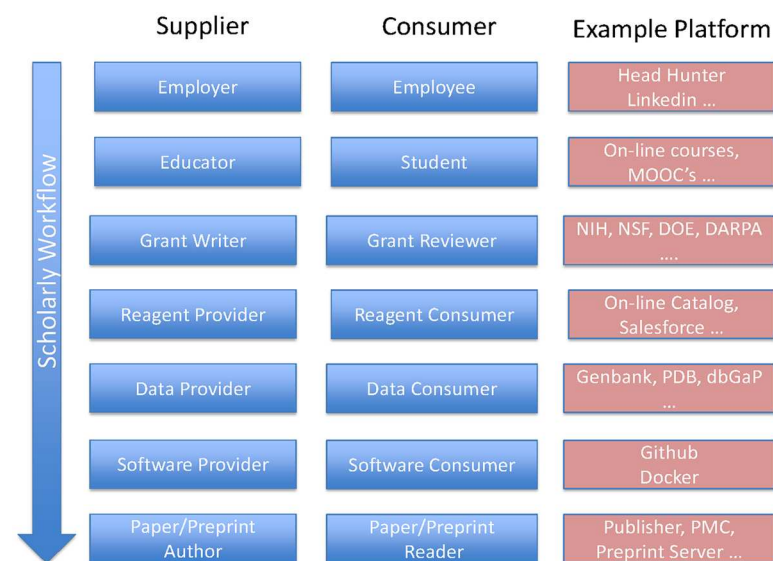 Supplier
Consumer
Example Platform
Scholarly Workflow
Employer
Employee
Head Hunter
Linkedin ...
Educator
Student
On-line courses,
MOOC's ...
Grant Writer
Grant Reviewer
NIH, NSF, DOE, DARPA
....
Reagent Provider
Reagent Consumer
On-line Catalog,
Salesforce ...
Data Provider
Data Consumer
Genbank, PDB, dbGaP
...
Software Provider
Software Consumer
Github
Docker
Paper/Preprint
Author
Paper/Preprint
Reader
Publisher, PMC,
Preprint Server ...